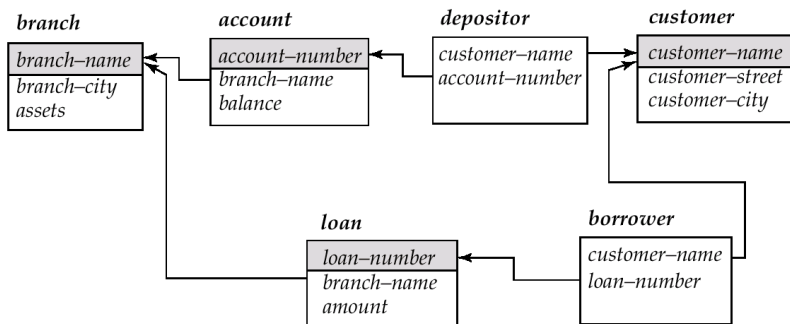 branch
branch–name
branch–city
assets
account
account–number
branch–name
balance
depositor
customer–name
account–number
customer
customer–name
customer–street
customer–city
loan
loan–number
branch–name
amount
borrower
customer–name
loan–number